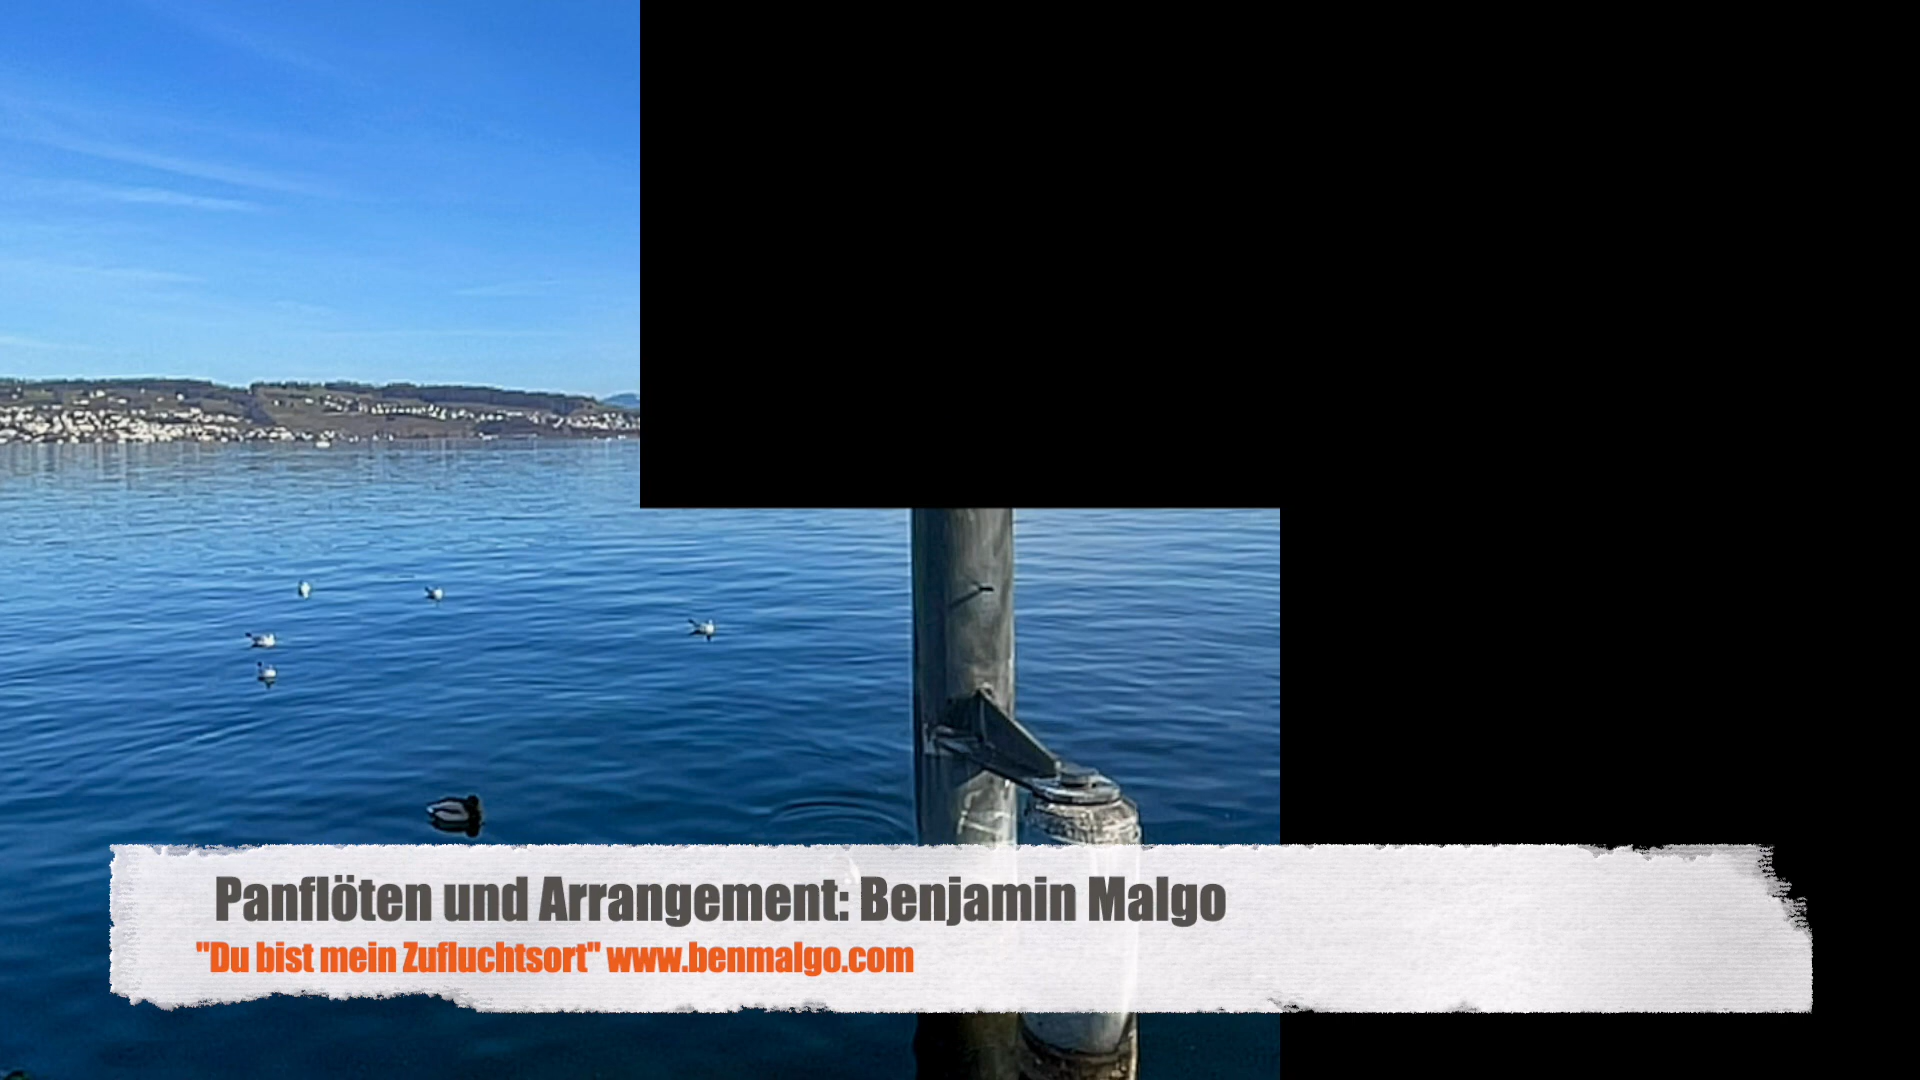 Panflöten und Arrangement: Benjamin Malgo
"Du bist mein Zufluchtsort" www.benmalgo.com